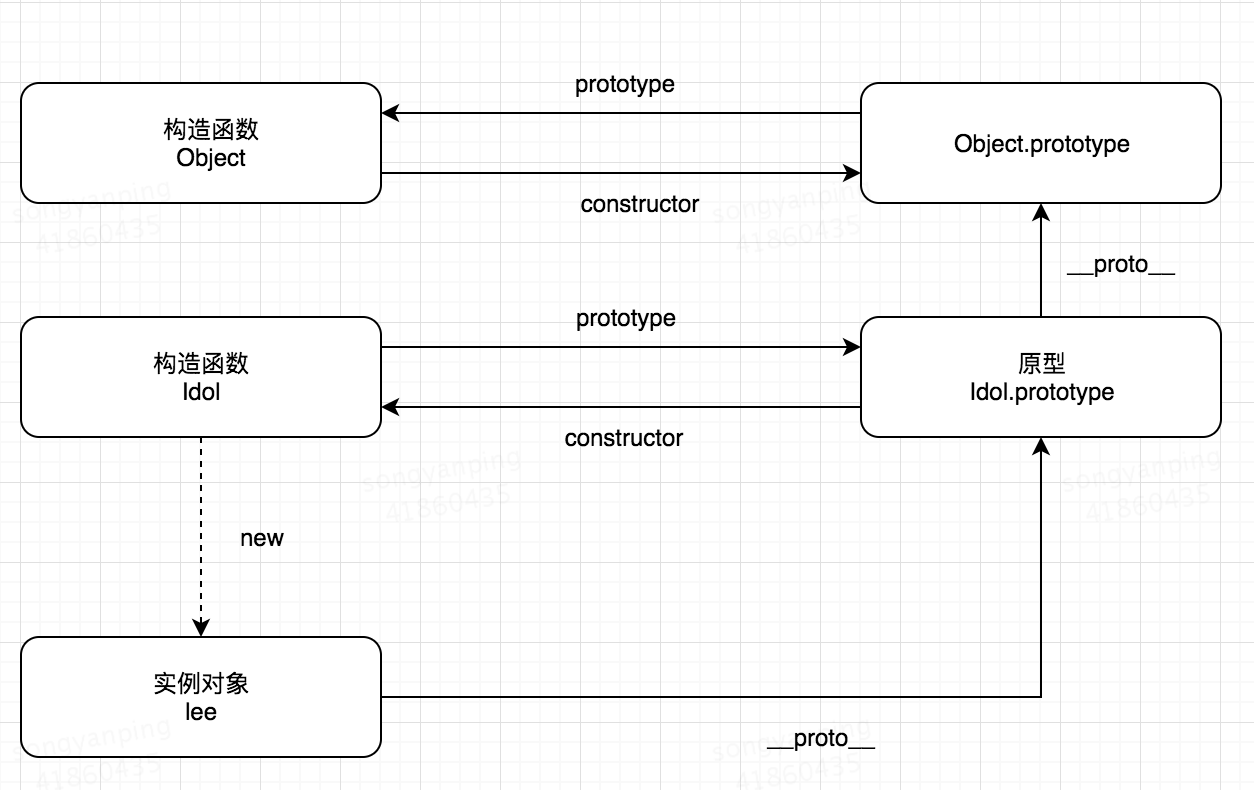 prototype
构造函数
Object
Object.prototype
constructor
songyanping
41860435
songyanping
41860435
__proto__
prototype
构造函数
Idol
原型
Idol.prototype
constructor
songyanping
41860435
songyanping
41860435
new
实例对象
lee
__proto__
songyanping
41860435
songyanping
41860435